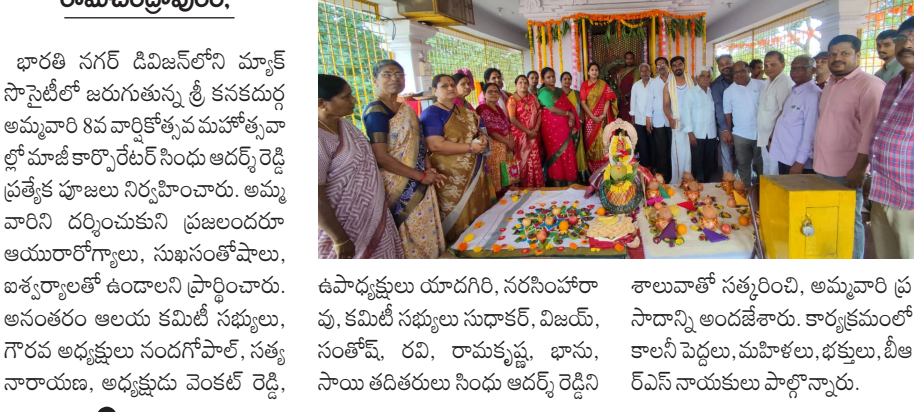 రామచంద్రాపురం,
భారతి నగర్ డివిజన్‌లోని మ్యాక్
సొసైటీలో జరుగుతున్న శ్రీ కనకదుర్గ
అమ్మవారి 8వ వార్షికోత్సవ మహోత్సవా
ల్లో మాజీ కార్పొరేటర్ సింధు ఆదర్శ్ రెడ్డి
ప్రత్యేక పూజలు నిర్వహించారు. అమ్మ
వారిని దర్శించుకుని ప్రజలందరూ
ఆయురారోగ్యాలు, సుఖసంతోషాలు,
ఐశ్వర్యాలతో ఉండాలని ప్రార్థించారు.
అనంతరం ఆలయ కమిటీ సభ్యులు,
గౌరవ అధ్యక్షులు నందగోపాల్, సత్య
నారాయణ, అధ్యక్షుడు వెంకట్ రెడ్డి,
ఉపాధ్యక్షులు యాదగిరి, నరసింహారా
వు, కమిటీ సభ్యులు సుధాకర్, విజయ్,
సంతోష్, రవి, రామకృష్ణ, భాను,
సాయి తదితరులు సింధు ఆదర్శ్ రెడ్డిని
శాలువాతో సత్కరించి, అమ్మవారి ప్ర
సాదాన్ని అందజేశారు. కార్యక్రమంలో
కాలనీ పెద్దలు, మహిళలు, భక్తులు, బీఆ
ర్ఎస్ నాయకులు పాల్గొన్నారు.